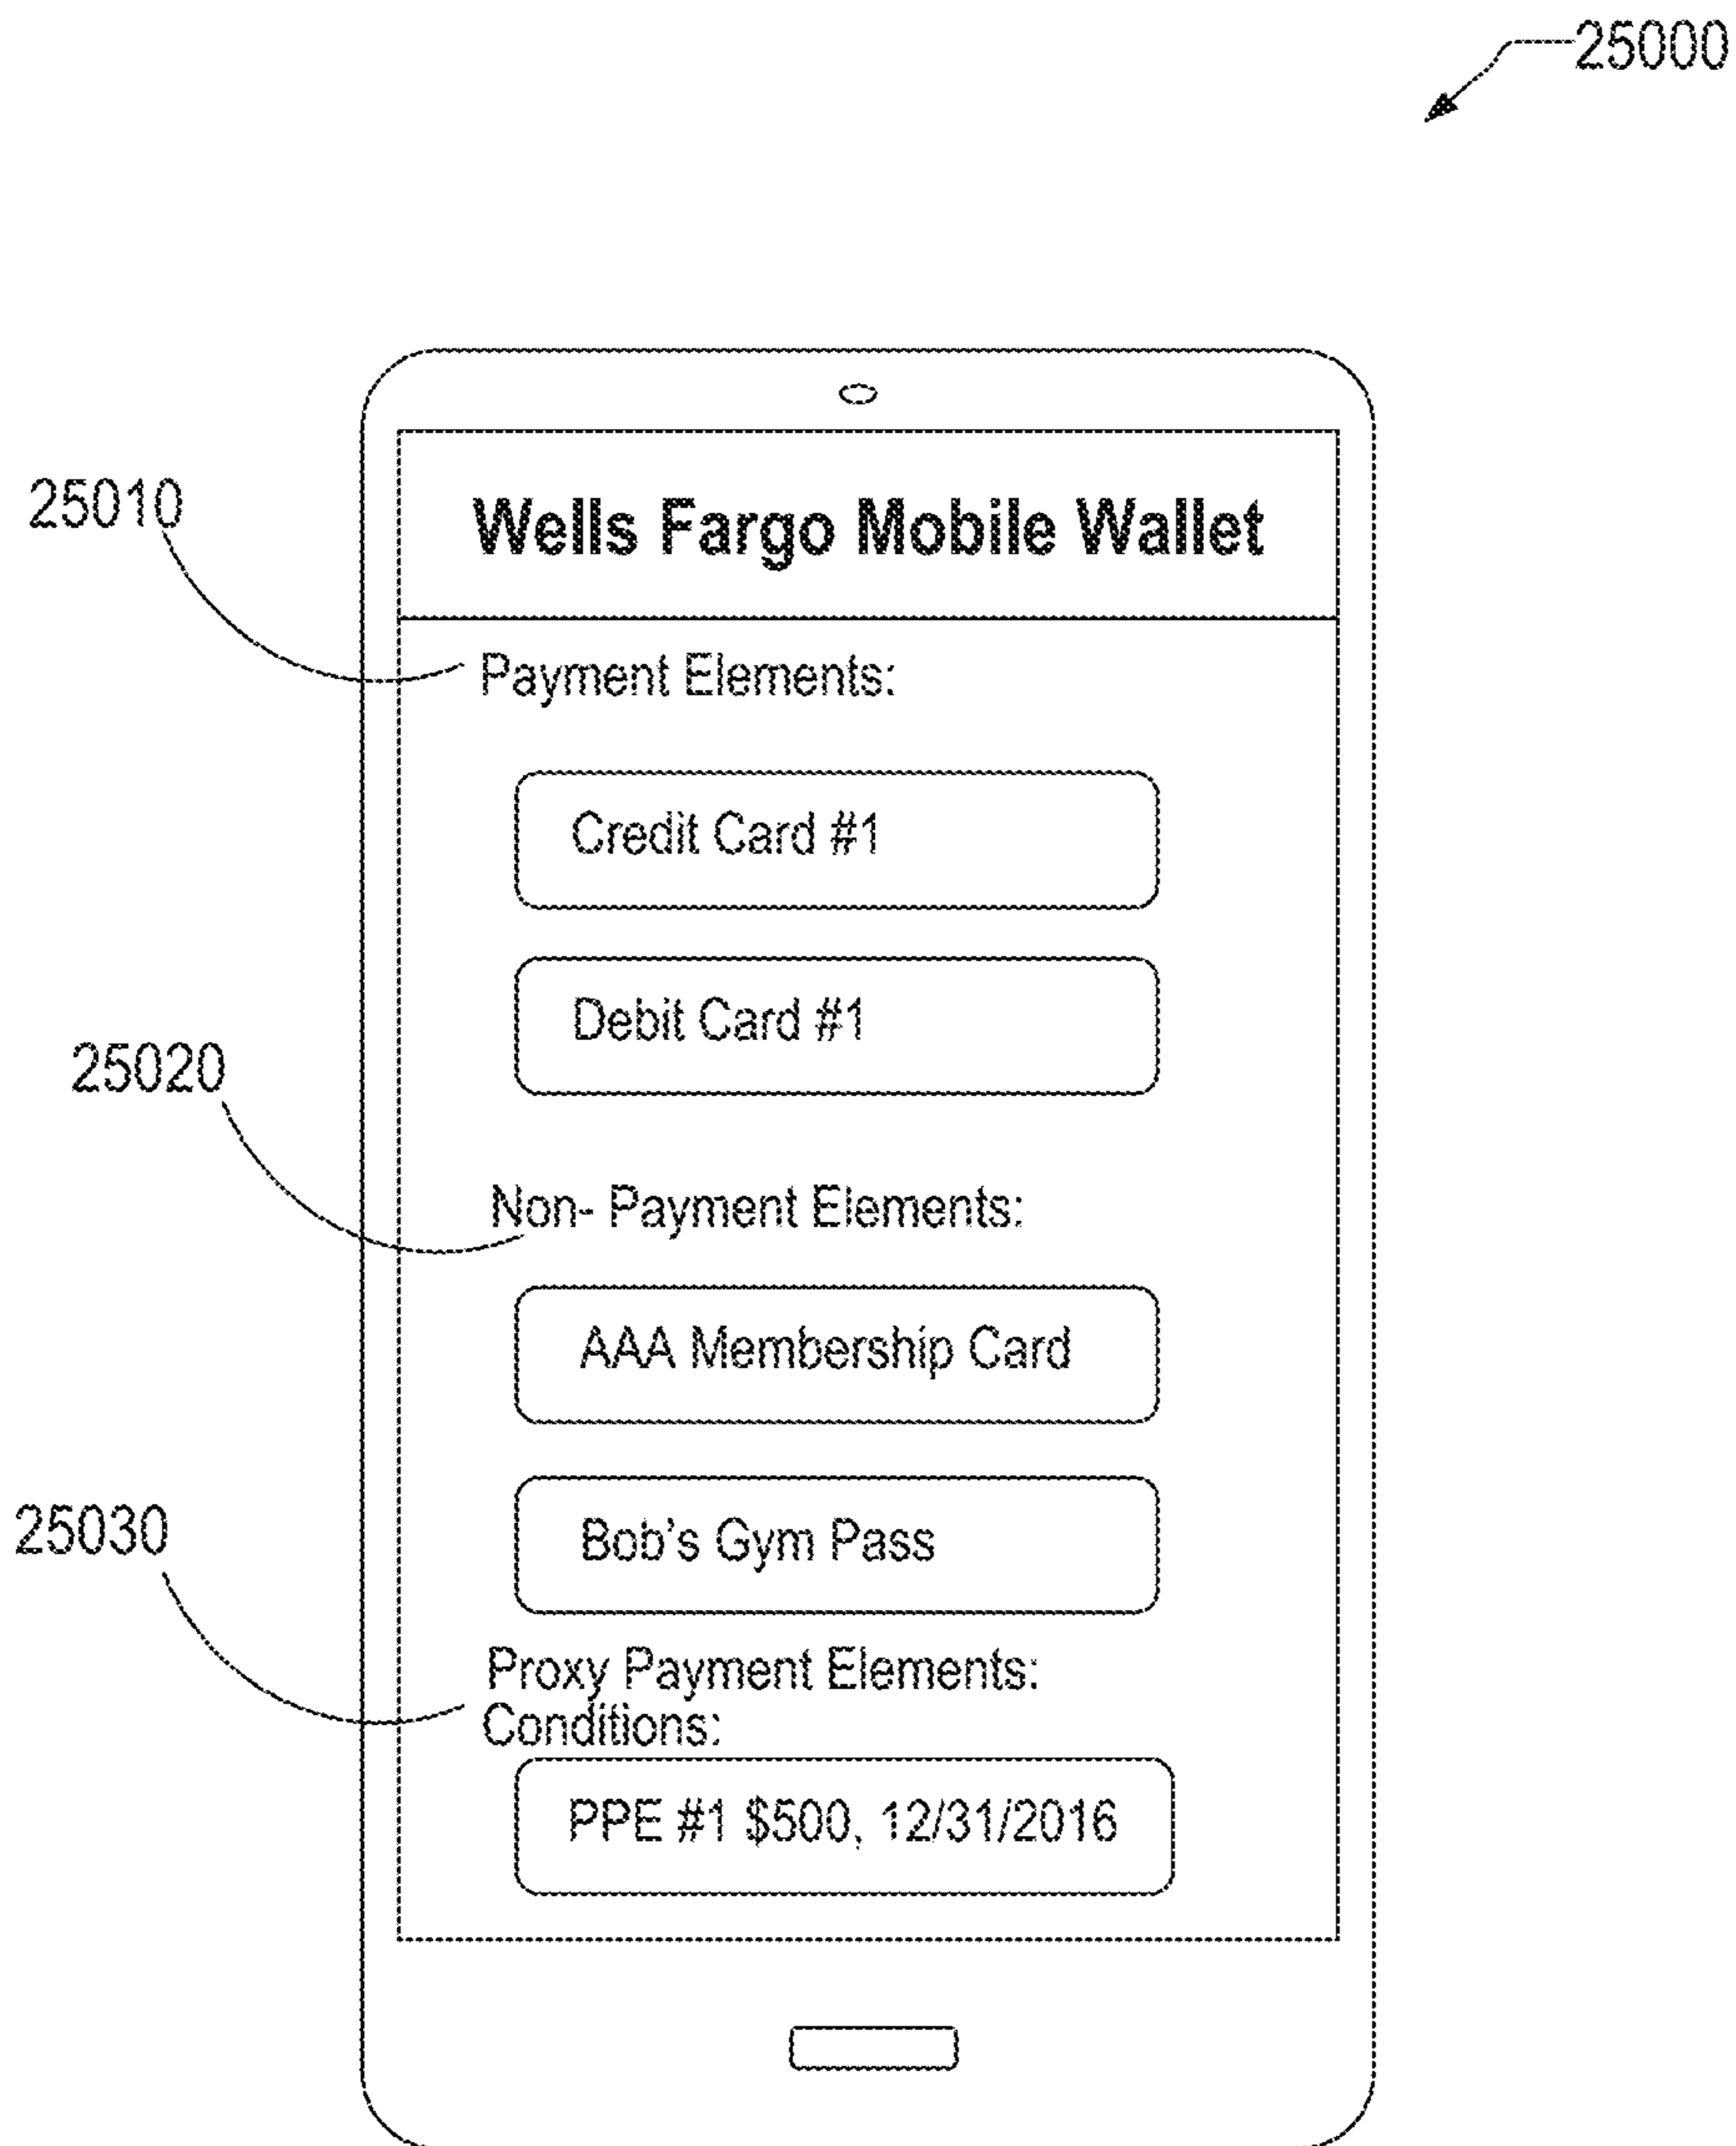 25000
25010
Wells Fargo Mobile Wallet
Payment Elements:
Credit Card #1
Debit Card #1
25020
Non- Payment Elements:
AAA Membership Card
25030
Bob's Gym Pass
Proxy Payment Elements:
Conditions:
PPE #1 $500, 12/31/2016